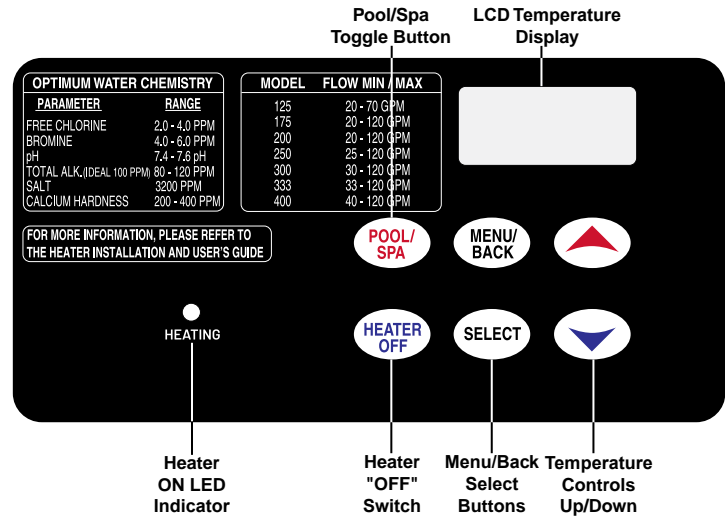 Pool/Spa
Toggle Button
LCD Temperature
Display
OPTIMUM WATER CHEMISTRY
PARAMETER RANGE
FREE CHLORINE 2.0 - 4.0 PPM
BROMINE 4.0 - 6.0 PPM
pH 7.4 - 7.6 pH
TOTAL ALK.(IDEAL 100 PPM) 80 - 120 PPM
SALT 3200 PPM
CALCIUM HARDNESS 200 - 400 PPM
MODEL FLOW MIN / MAX
125 20 - 70 GPM
175 20 - 120 GPM
200 20 - 120 GPM
250 25 - 120 GPM
300 30 - 120 GPM
333 33 - 120 GPM
400 40 - 120 GPM
FOR MORE INFORMATION, PLEASE REFER TO
THE HEATER INSTALLATION AND USER'S GUIDE
POOL/
SPA
MENU/
BACK
HEATING
HEATER
OFF
SELECT
Heater
ON LED
Indicator
Heater
"OFF"
Switch
Menu/Back
Select
Buttons
Temperature
Controls
Up/Down